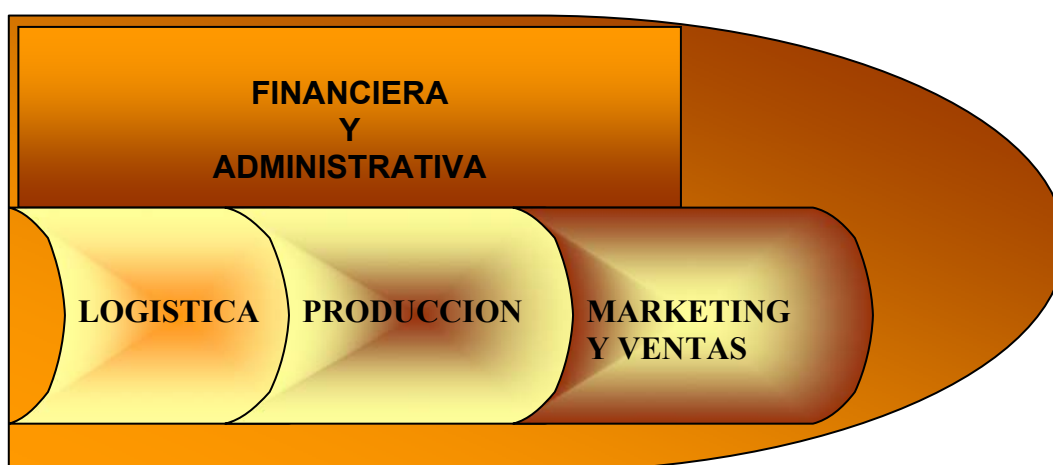 FINANCIERA
Y
ADMINISTRATIVA
LOGISTICA
PRODUCCION
MARKETING
Y VENTAS